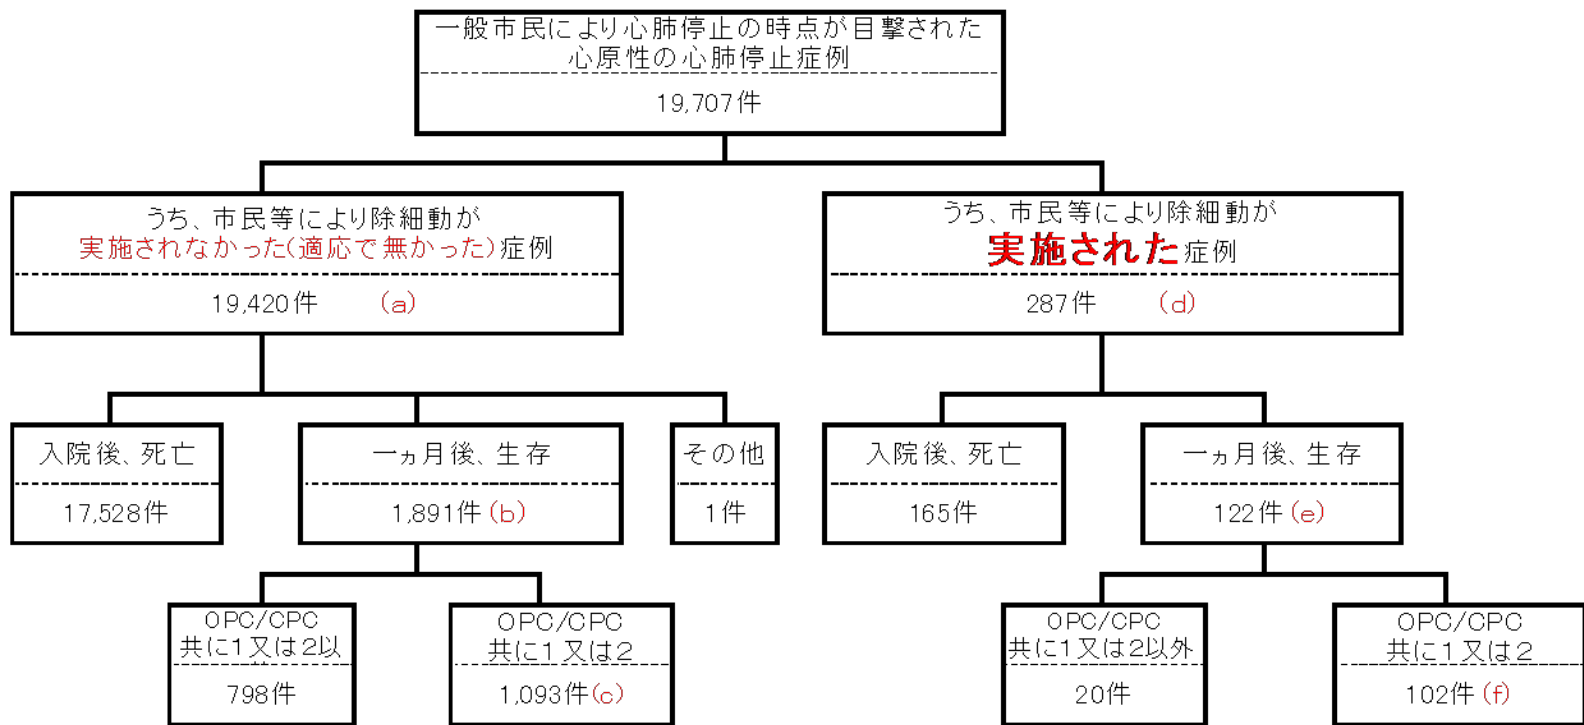 一般市民により心肺停止の時点が目撃された
心原性の心肺停止症例
19,707件
うち、市民等により除細動が
実施されなかった(適応で無かった)症例
19,420件 (a)
うち、市民等により除細動が
実施された症例
287件 (d)
入院後、死亡
17,528件
一ヵ月後、生存
1,891件(b)
その他
1件
入院後、死亡
165件
一ヵ月後、生存
122件(e)
OPC/CPC
共に1又は2以
798件
OPC/CPC
共に1又は2
1,093件(c)
OPC/CPC
共に1又は2以外
20件
OPC/CPC
共に1又は2
102件(f)